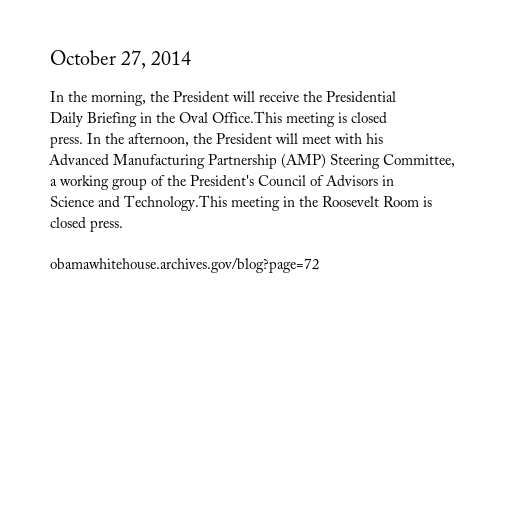 October 27, 2014
In the morning, the President will receive the Presidential
Daily Briefing in the Oval Office.This meeting is closed
press. In the afternoon, the President will meet with his
Advanced Manufacturing Partnership (AMP) Steering Committee,
a working group of the President's Council of Advisors in
Science and Technology.This meeting in the Roosevelt Room is
closed press.
obamawhitehouse.archives.gov/blog?page=72